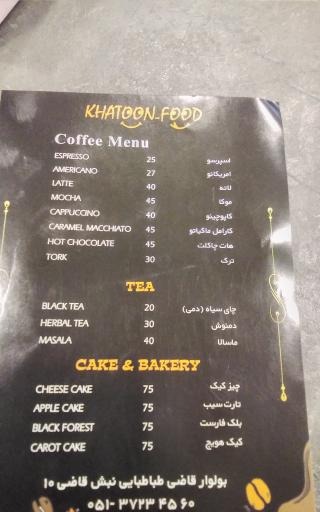 KHATOON-FOOD
Coffee Menu
ESPRESSO 25 اسپرسو
AMERICANO 27 امریکانو
LATTE 40 لاته
MOCHA 45 موکا
CAPPUCCINO 40 کاپوچینو
CARAMEL MACCHIATO 45 کارامل ماکیاتو
HOT CHOCOLATE 45 هات چاکلت
TORK 30 ترک
TEA
BLACK TEA 20 چای سیاه (دمی)
HERBAL TEA 30 دمنوش
MASALA 40 ماسالا
CAKE & BAKERY
CHEESE CAKE 75 چیز کیک
APPLE CAKE 75 تارت سیب
BLACK FOREST 75 بلک فارست
CAROT CAKE 75 کیک هویج
بولوار قاضی طباطبایی نبش قاضی ۱۰
۰۵۱- ۳۷۲۳ ۴۵ ۶۰